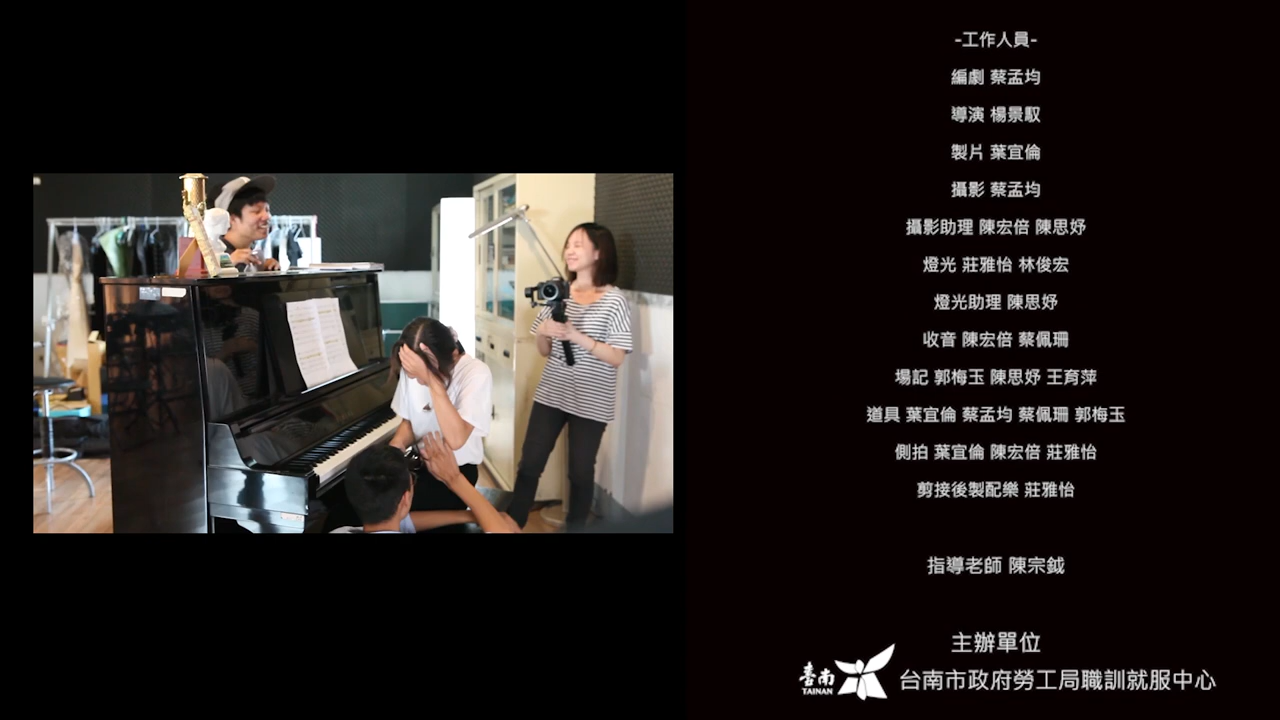 -工作人員-
編劇 蔡孟均
導演 楊景馭
製片 葉宜倫
攝影 蔡孟均
攝影助理 陳宏倍 陳思妤
燈光 莊雅怡 林俊宏
燈光助理 陳思妤
收音 陳宏倍 蔡佩珊
場記 郭梅玉 陳思妤 王育萍
道具 葉宜倫 蔡孟均 蔡佩珊 郭梅玉
側拍 葉宜倫 陳宏倍 莊雅怡
剪接後製配樂 莊雅怡
指導老師 陳宗鉞
主辦單位
臺南 TAINAN 台南市政府勞工局職訓就服中心